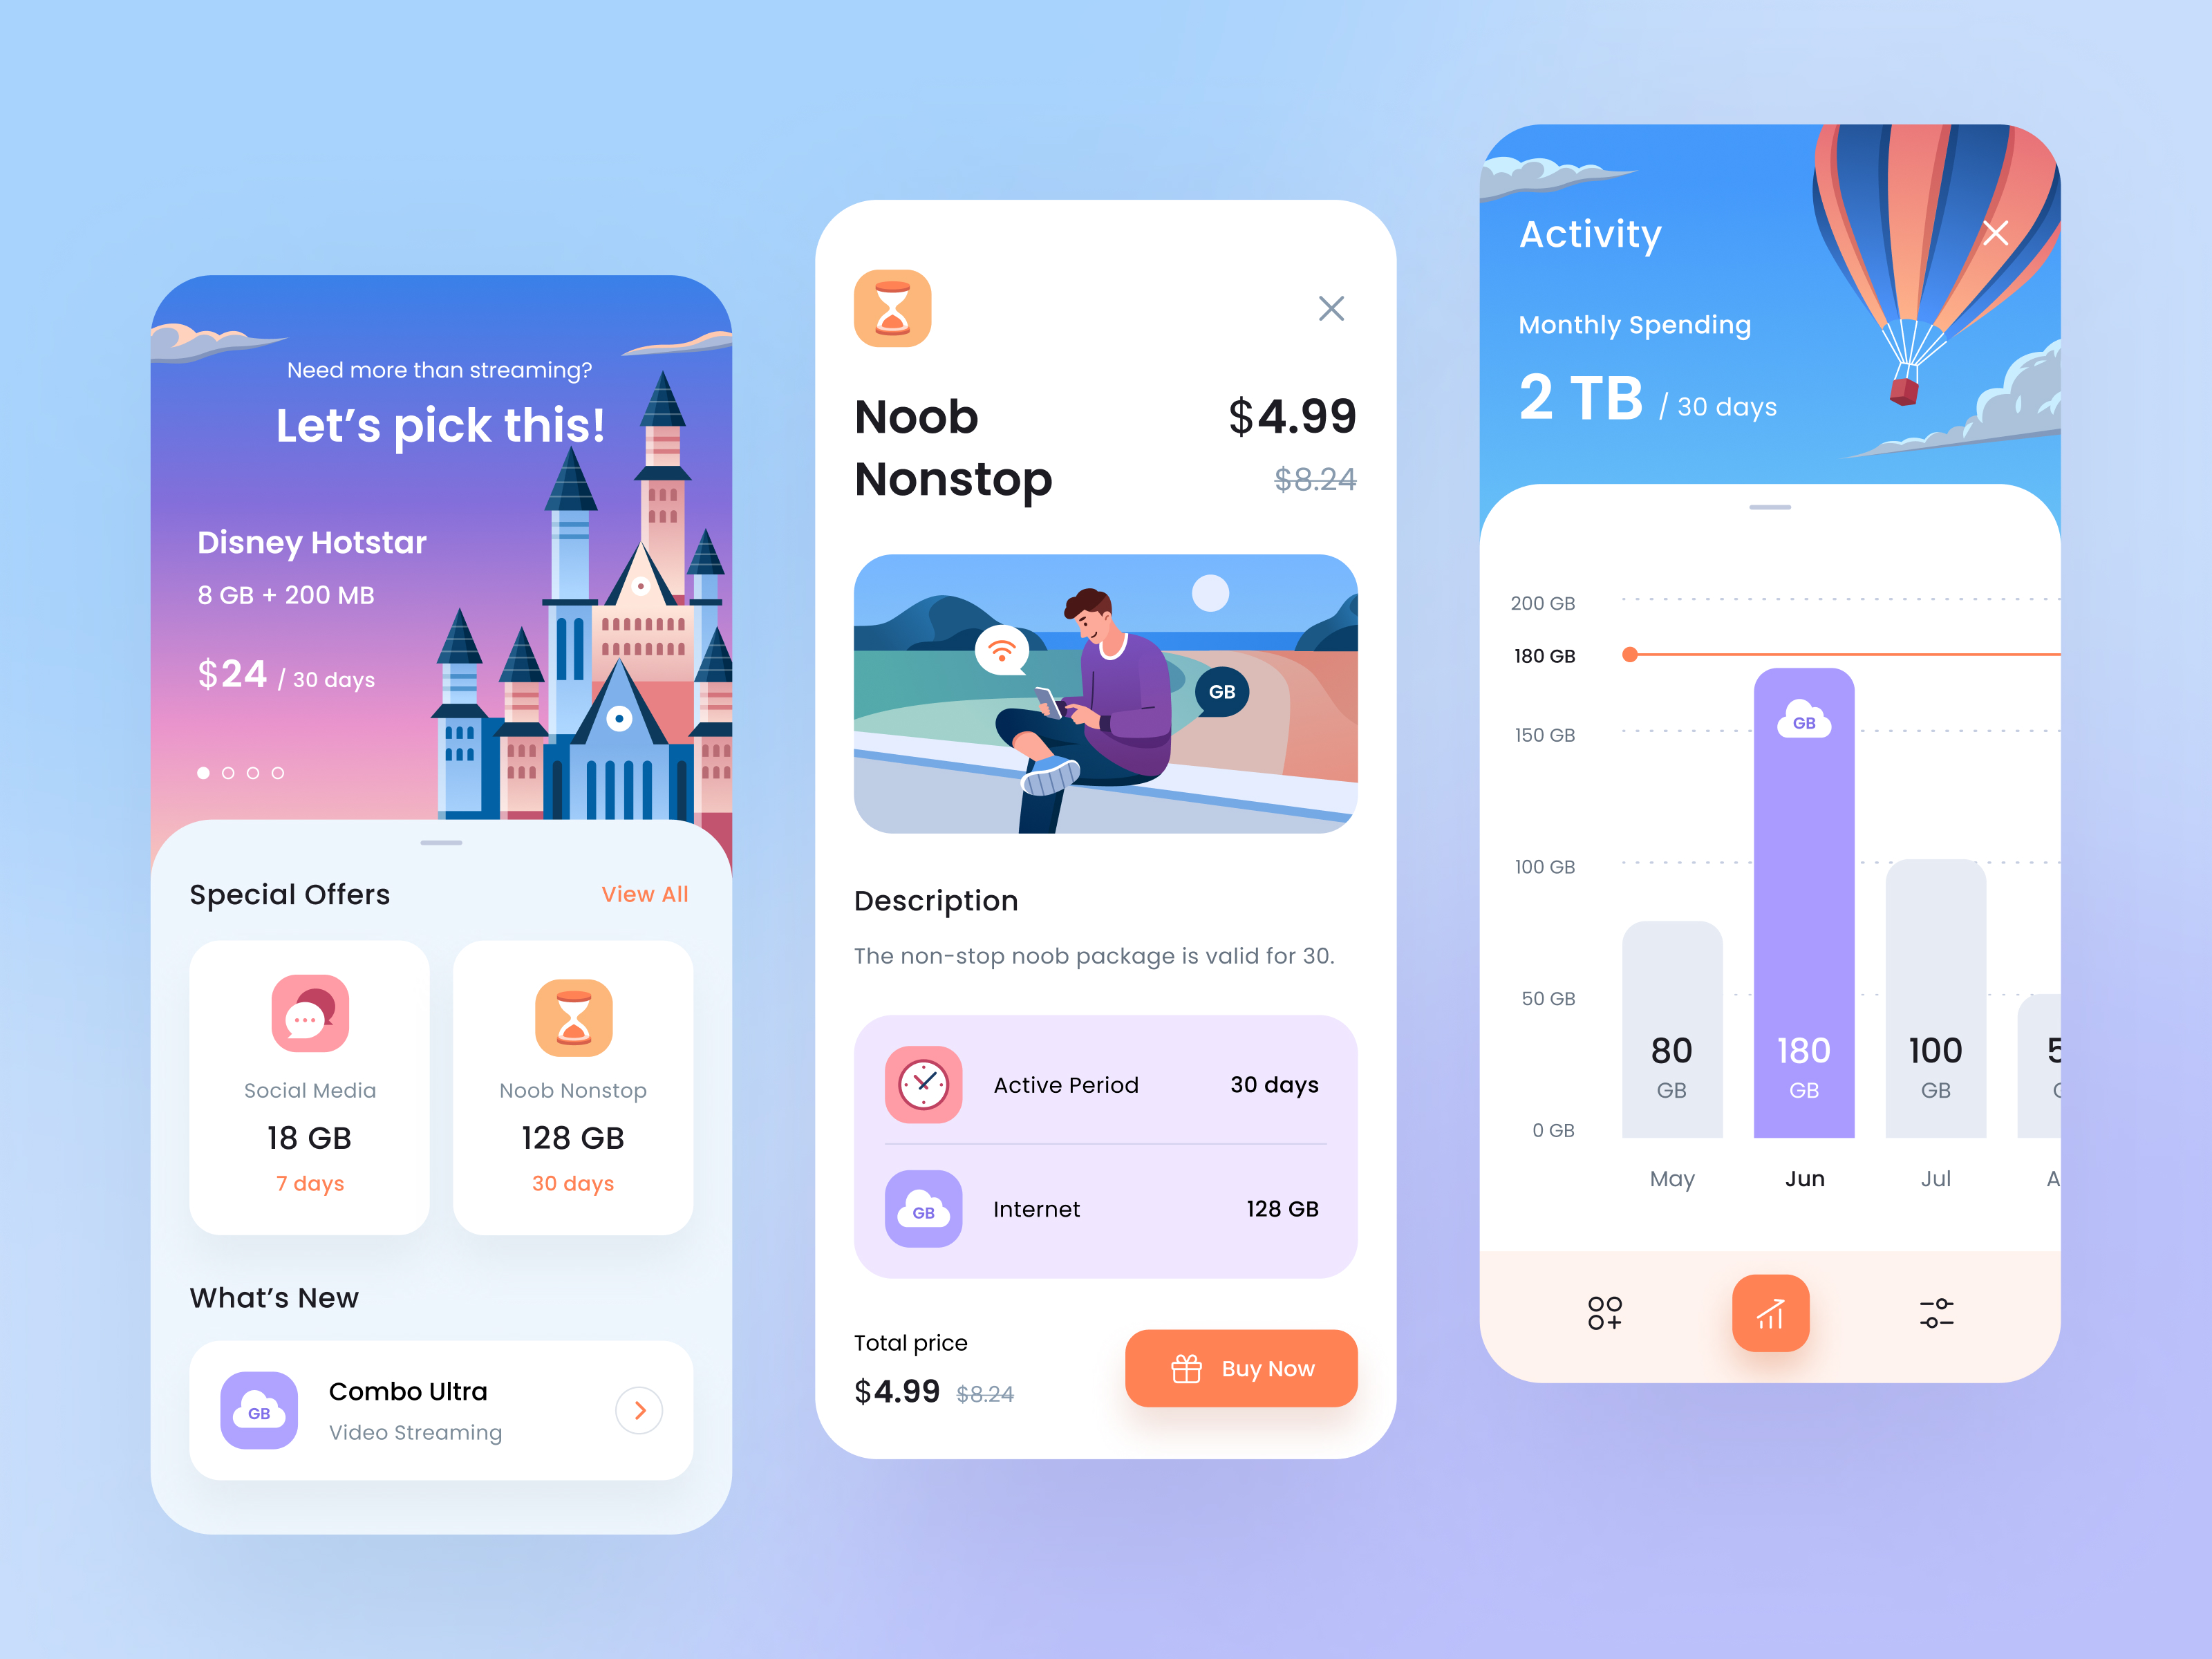 Need more than streaming?
Let’s pick this!
Disney Hotstar
8 GB + 200 MB
$24 / 30 days
Special Offers
View All
Social Media
18 GB
7 days
Noob Nonstop
128 GB
30 days
What’s New
GB
Combo Ultra
Video Streaming
Noob
Nonstop
$4.99
$8.24
GB
Description
The non-stop noob package is valid for 30.
Active Period
30 days
GB
Internet
128 GB
Total price
$4.99 $8.24
Buy Now
Activity
Monthly Spending
2 TB / 30 days
200 GB
180 GB
150 GB
100 GB
50 GB
0 GB
80
GB
GB
180
GB
100
GB
May
Jun
Jul